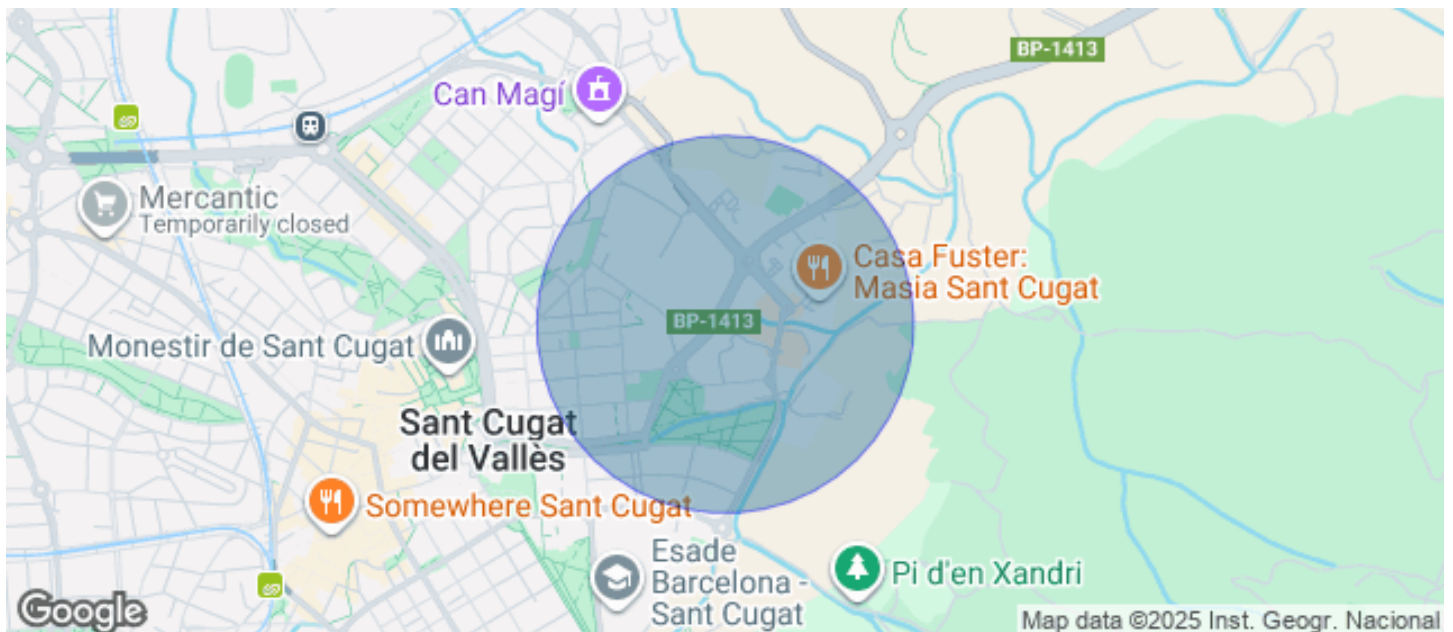 BP-1413
Can Magí
Mercantic
Temporarily closed
Casa Fuster:
Masia Sant Cugat
BP-1413
Monestir de Sant Cugat
Sant Cugat
del Vallès
Somewhere Sant Cugat
Esade
Barcelona -
Sant Cugat
Pi d'en Xandri
Google
Map data ©2025 Inst. Geogr. Nacional